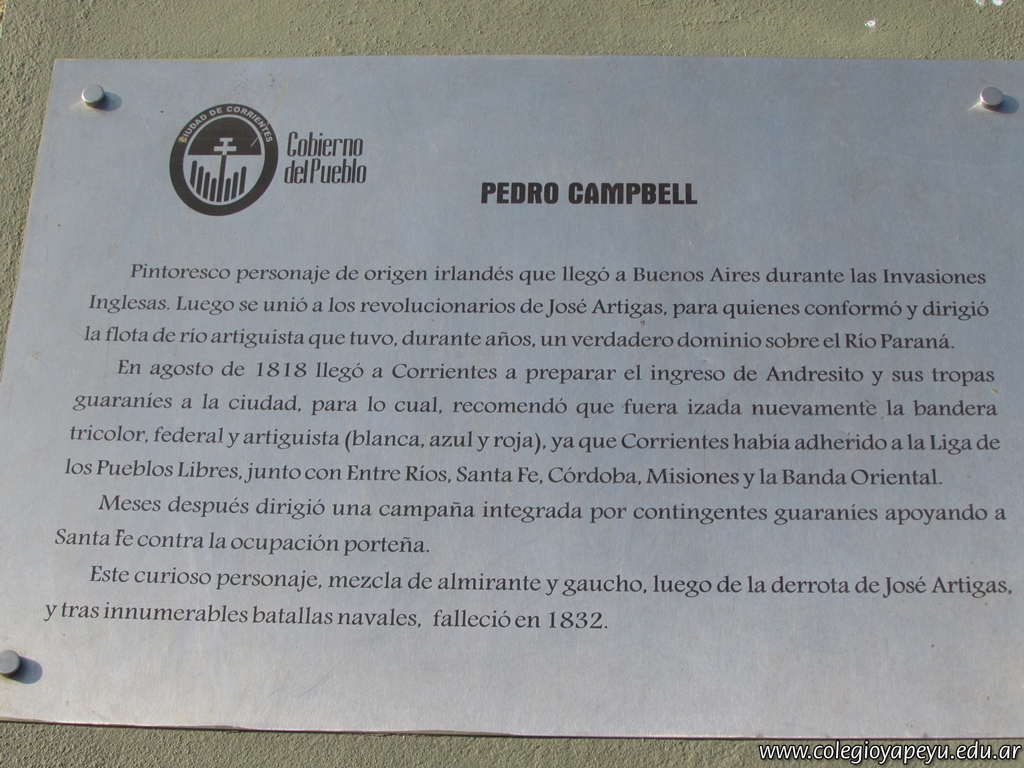 CIUDAD DE CORRIENTES
Gobierno
del Pueblo
PEDRO CAMPBELL
Pintoresco personaje de origen irlandés que llegó a Buenos Aires durante las Invasiones
Inglesas. Luego se unió a los revolucionarios de José Artigas, para quienes conformó y dirigió
la flota de río artiguista que tuvo, durante años, un verdadero dominio sobre el Río Paraná.
En agosto de 1818 llegó a Corrientes a preparar el ingreso de Andresito y sus tropas
guaraníes a la ciudad, para lo cual, recomendó que fuera izada nuevamente la bandera
tricolor, federal y artiguista (blanca, azul y roja), ya que Corrientes había adherido a la Liga de
los Pueblos Libres, junto con Entre Ríos, Santa Fe, Córdoba, Misiones y la Banda Oriental.
Meses después dirigió una campaña integrada por contingentes guaraníes apoyando a
Santa Fe contra la ocupación porteña.
Este curioso personaje, mezcla de almirante y gaucho, luego de la derrota de José Artigas,
y tras innumerables batallas navales, falleció en 1832.
www.colegioyapeyu.edu.ar